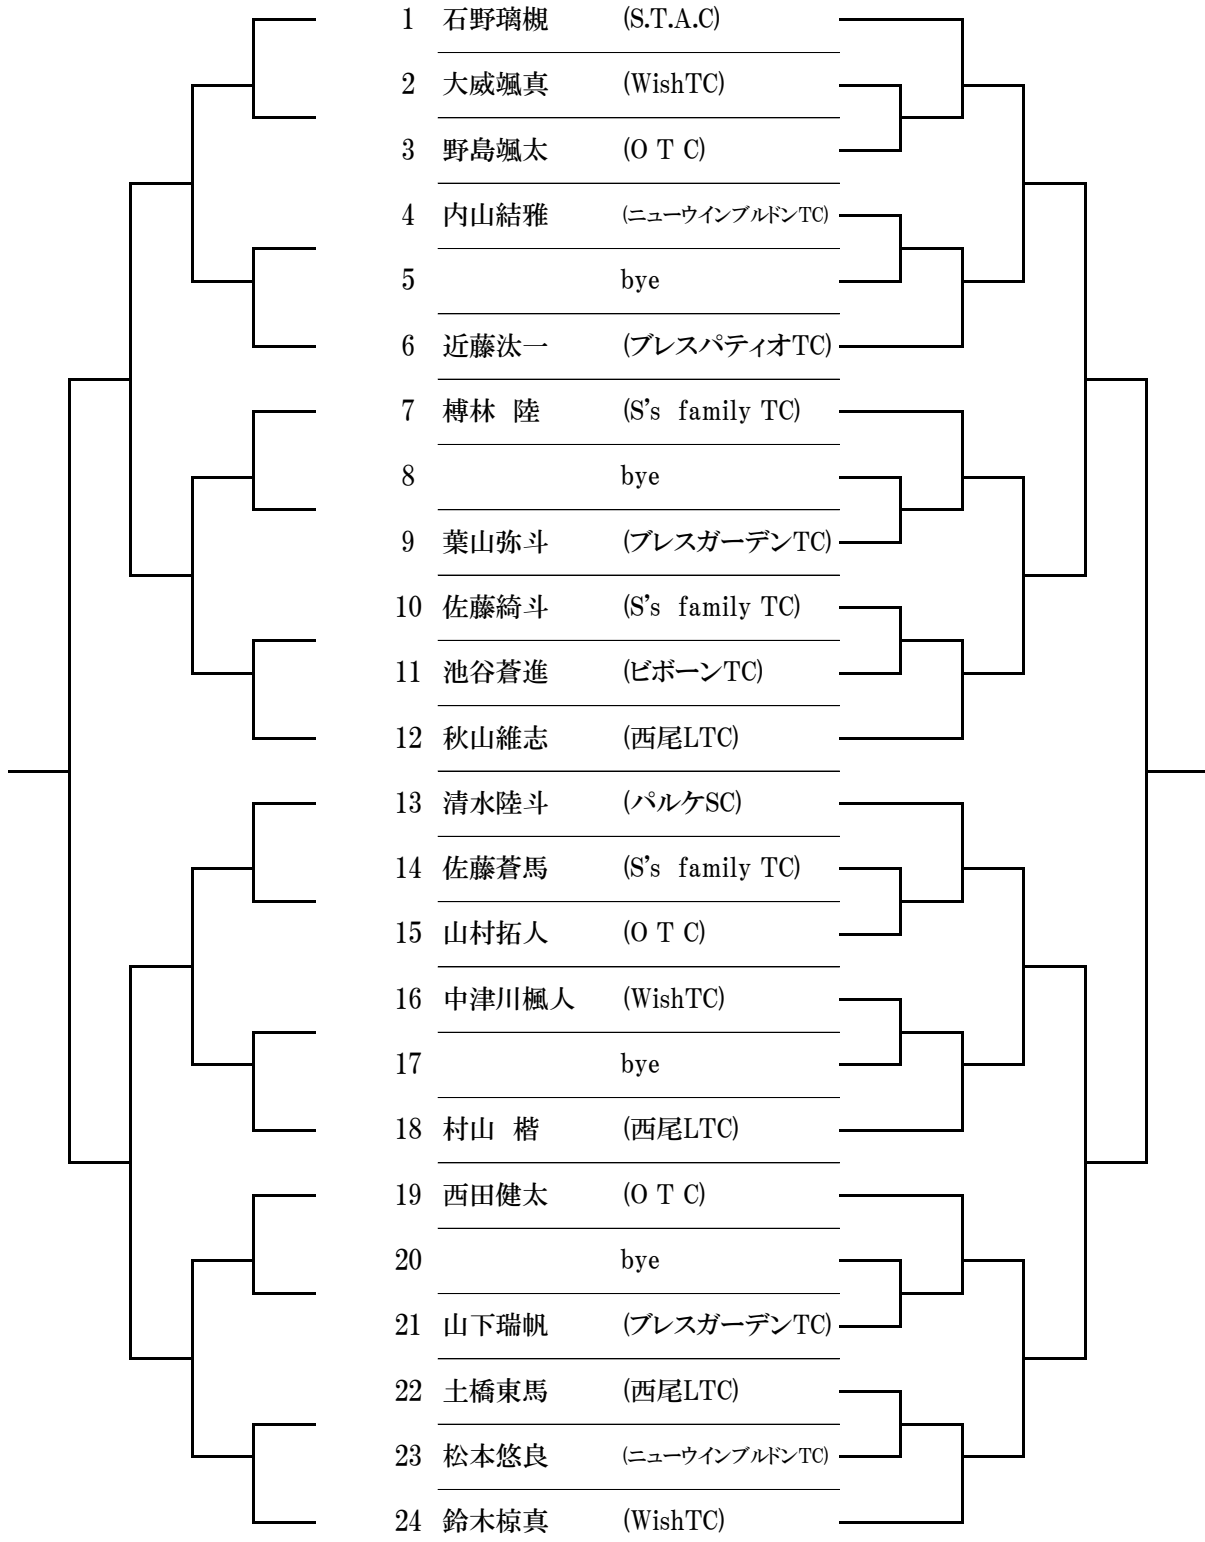 1 石野璃槻 (S.T.A.C)
2 大威颯真 (WishTC)
3 野島颯太 (O T C)
4 内山結雅 (ニューウインブルドンTC)
5 bye
6 近藤汰一 (ブレスパティオTC)
7 榑林 陸 (S’s family TC)
8 bye
9 葉山弥斗 (ブレスガーデンTC)
10 佐藤綺斗 (S’s family TC)
11 池谷蒼進 (ビボーンTC)
12 秋山維志 (西尾LTC)
13 清水陸斗 (パルケSC)
14 佐藤蒼馬 (S’s family TC)
15 山村拓人 (O T C)
16 中津川楓人 (WishTC)
17 bye
18 村山 楷 (西尾LTC)
19 西田健太 (O T C)
20 bye
21 山下瑞帆 (ブレスガーデンTC)
22 土橋東馬 (西尾LTC)
23 松本悠良 (ニューウインブルドンTC)
24 鈴木椋真 (WishTC)